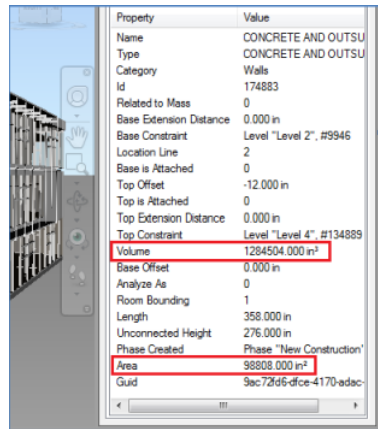 Property Value
Name CONCRETE AND OUTSU
Type CONCRETE AND OUTSU
Category Walls
Id 174883
Related to Mass 0
Base Extension Distance 0.000 in
Base Constraint Level "Level 2", #9946
Location Line 2
Base is Attached 0
Top Offset -12.000 in
Top is Attached 0
Top Extension Distance 0.000 in
Top Constraint Level "Level 4", #134889
Volume 1284504.000 in³
Base Offset 0.000 in
Analyze As 0
Room Bounding 1
Length 358.000 in
Unconnected Height 276.000 in
Phase Created Phase "New Construction'
Area 98808.000 in²
Guid 9ac72fd6-dfce-4170-adac-